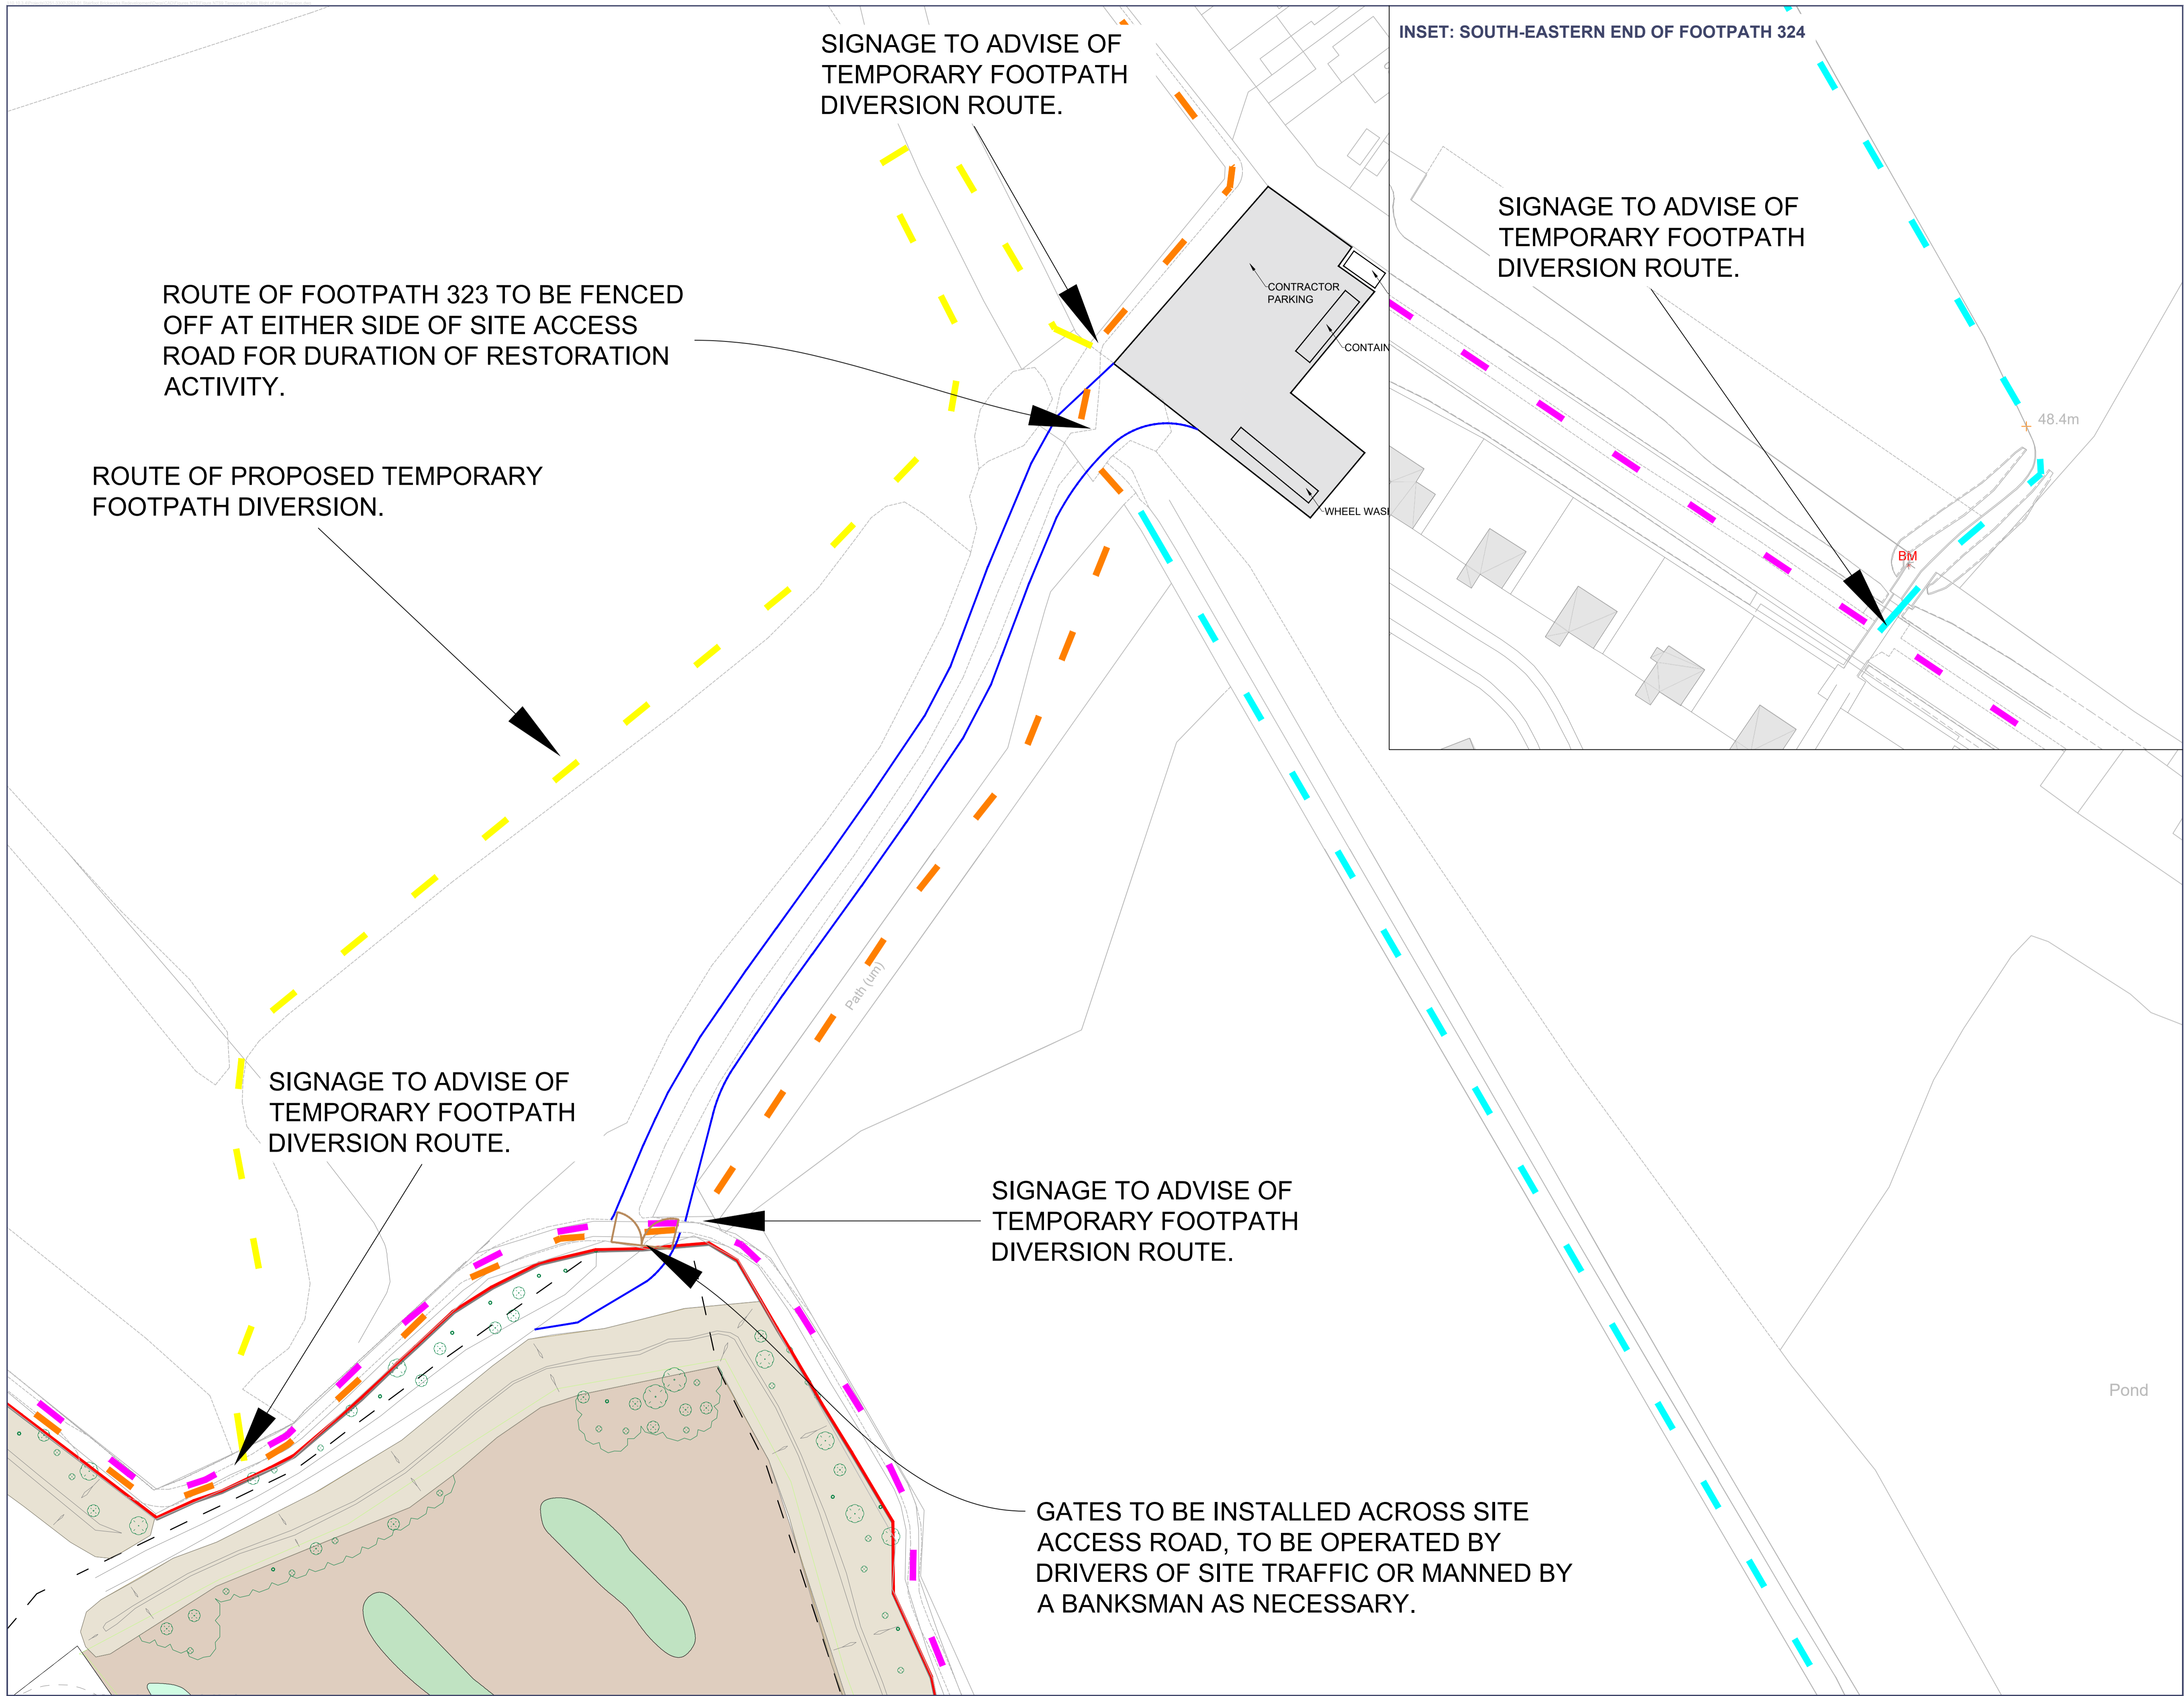 SIGNAGE TO ADVISE OF
TEMPORARY FOOTPATH
DIVERSION ROUTE.
INSET: SOUTH-EASTERN END OF FOOTPATH 324
SIGNAGE TO ADVISE OF
TEMPORARY FOOTPATH
DIVERSION ROUTE.
ROUTE OF FOOTPATH 323 TO BE FENCED
OFF AT EITHER SIDE OF SITE ACCESS
ROAD FOR DURATION OF RESTORATION
ACTIVITY.
CONTRACTOR
PARKING
CONTAIN
48.4m
ROUTE OF PROPOSED TEMPORARY
FOOTPATH DIVERSION.
WHEEL WASH
BM
Path (um)
SIGNAGE TO ADVISE OF
TEMPORARY FOOTPATH
DIVERSION ROUTE.
SIGNAGE TO ADVISE OF
TEMPORARY FOOTPATH
DIVERSION ROUTE.
Pond
GATES TO BE INSTALLED ACROSS SITE
ACCESS ROAD, TO BE OPERATED BY
DRIVERS OF SITE TRAFFIC OR MANNED BY
A BANKSMAN AS NECESSARY.